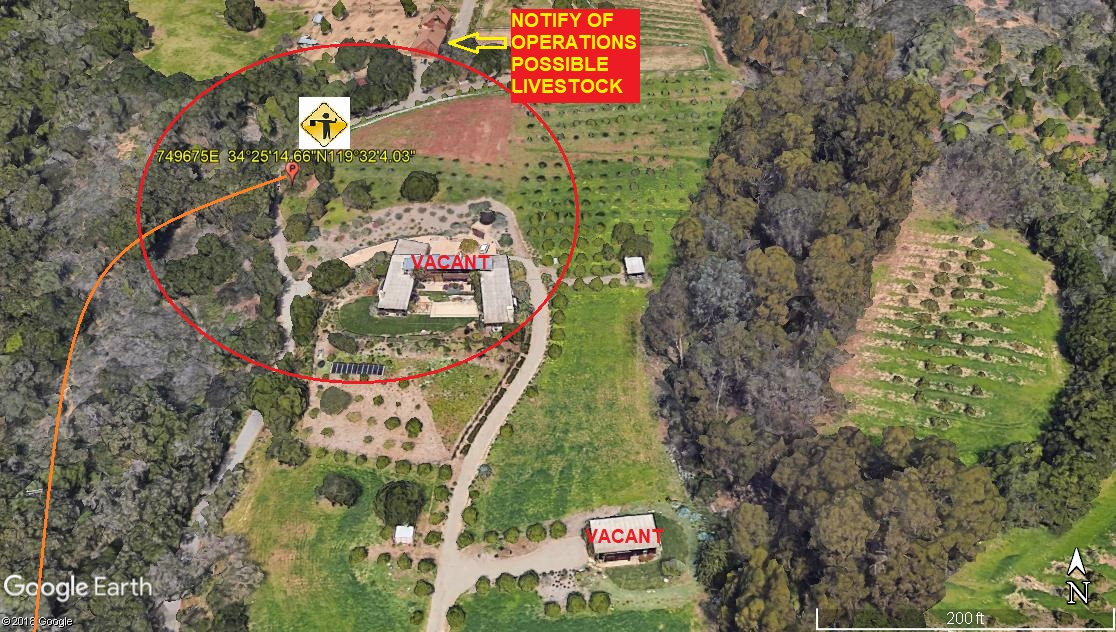 NOTIFY OF
OPERATIONS
POSSIBLE
LIVESTOCK
749675E 34°25'14.66"N119°32'4.03"
P
VACANT
VACANT
Google Earth
N
© 2018 Google
200 ft